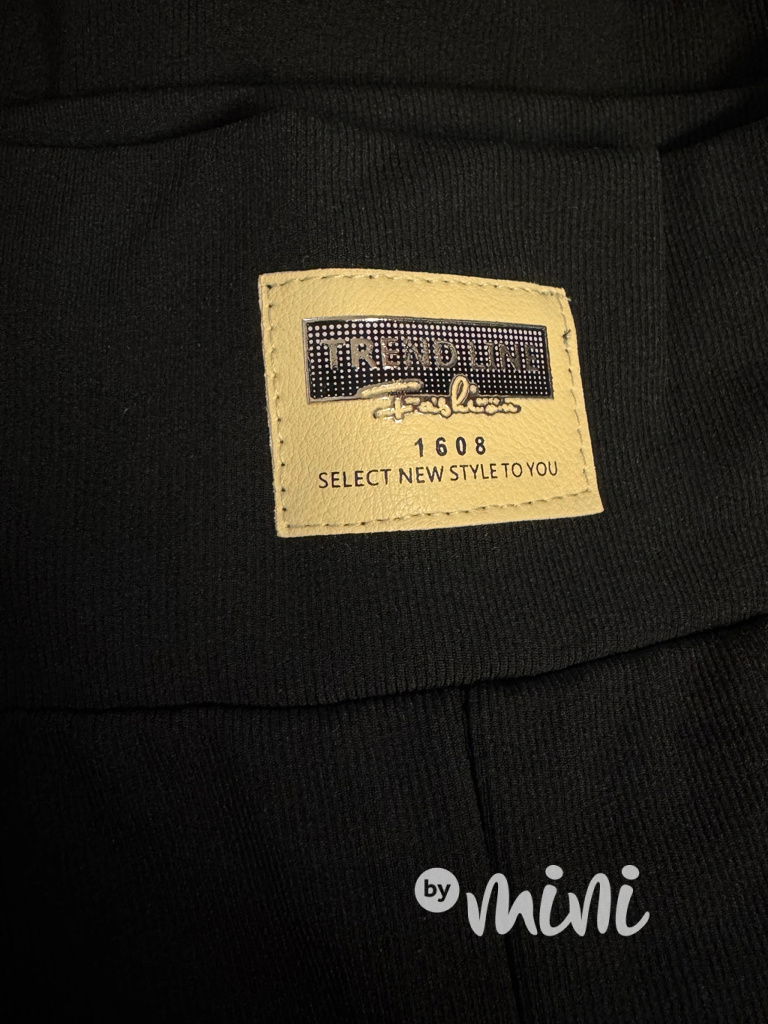 TREND LINE
Fashion
1608
SELECT NEW STYLE TO YOU
by mini